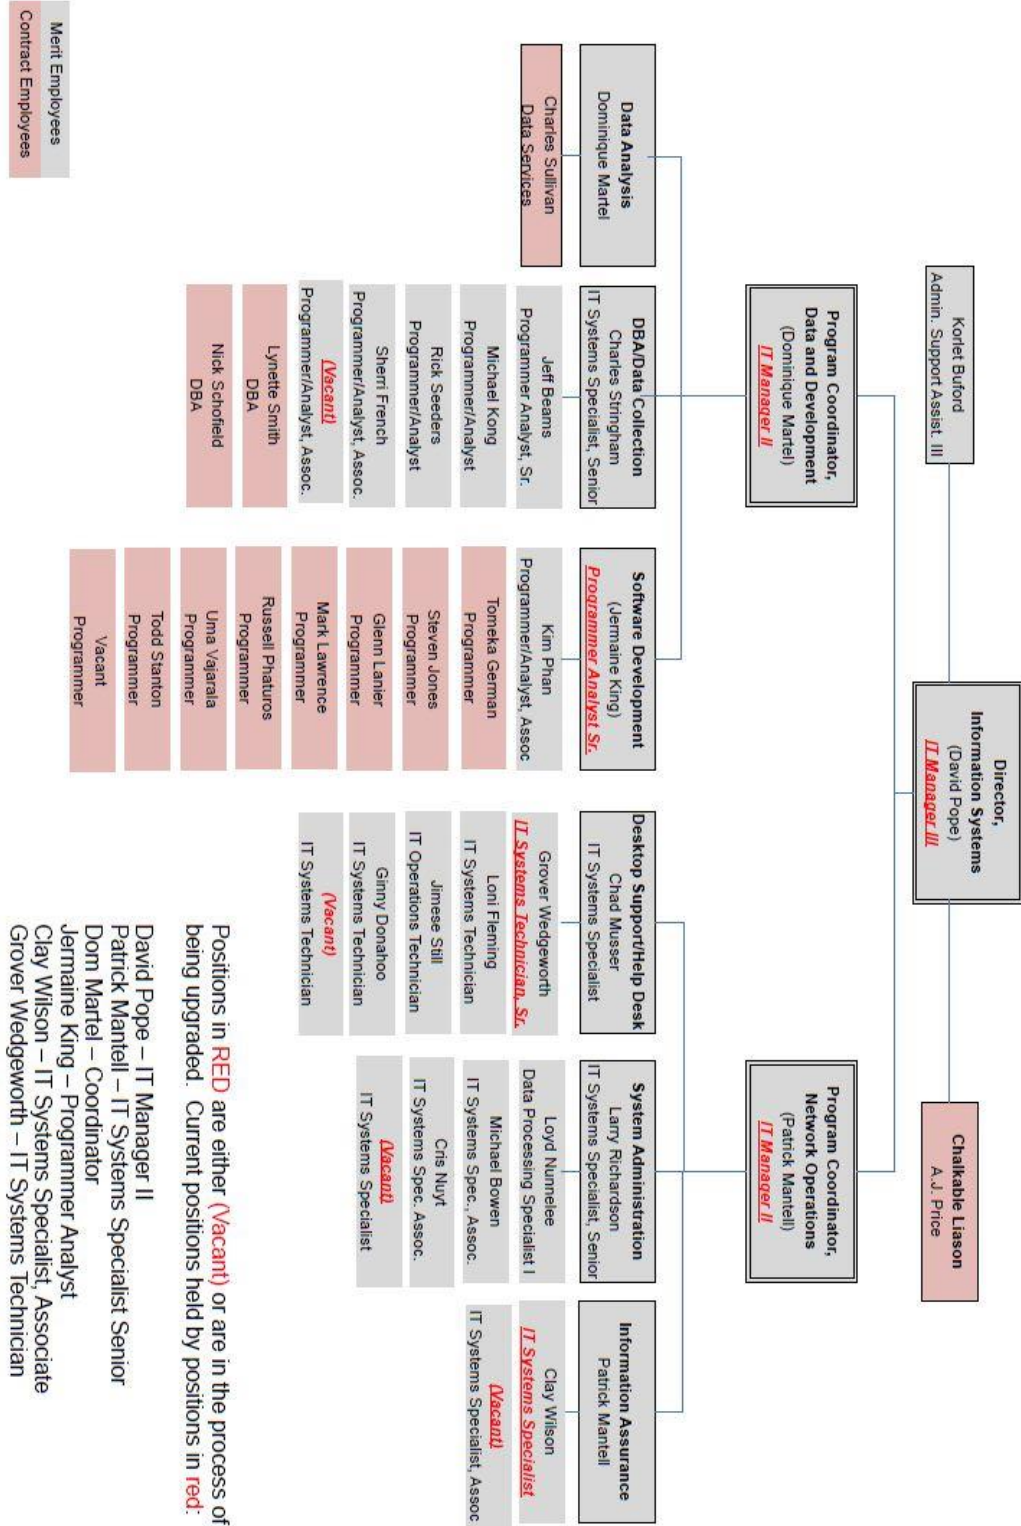 Director,
Information Systems
(David Pope)
IT Manager III
Korlet Buford
Admin. Support Assist. III
Chalkable Liason
A.J. Price
Program Coordinator,
Data and Development
(Dominique Martel)
IT Manager II
Program Coordinator,
Network Operations
(Patrick Mantell)
IT Manager II
Data Analysis
Dominique Martel
Charles Sullivan
Data Services
DBA/Data Collection
Charles Stringham
IT Systems Specialist, Senior
Jeff Beams
Programmer Analyst, Sr.
Michael Kong
Programmer/Analyst
Rick Seeders
Programmer/Analyst
Sherri French
Programmer/Analyst, Assoc.
(Vacant)
Programmer/Analyst, Assoc.
Lynette Smith
DBA
Nick Schofield
DBA
Software Development
(Jermaine King)
Programmer Analyst Sr.
Kim Phan
Programmer/Analyst, Assoc
Tomeka German
Programmer
Steven Jones
Programmer
Glenn Lanier
Programmer
Mark Lawrence
Programmer
Russell Phaturos
Programmer
Uma Vajarala
Programmer
Todd Stanton
Programmer
Vacant
Programmer
Desktop Support/Help Desk
Chad Musser
IT Systems Specialist
Grover Wedgeworth
IT Systems Technician, Sr.
Loni Fleming
IT Systems Technician
Jimese Still
IT Operations Technician
Ginny Donahoo
IT Systems Technician
(Vacant)
IT Systems Technician
System Administration
Larry Richardson
IT Systems Specialist, Senior
Loyd Nunnelee
Data Processing Specialist I
Michael Bowen
IT Systems Spec., Assoc.
Cris Nuyt
IT Systems Spec. Assoc.
(Vacant)
IT Systems Specialist
Information Assurance
Patrick Mantell
Clay Wilson
IT Systems Specialist
(Vacant)
IT Systems Specialist, Assoc
Positions in RED are either (Vacant) or are in the process of
being upgraded. Current positions held by positions in red:
David Pope – IT Manager II
Patrick Mantell – IT Systems Specialist Senior
Dom Martel – Coordinator
Jermaine King – Programmer Analyst
Clay Wilson – IT Systems Specialist, Associate
Grover Wedgeworth – IT Systems Technician
Merit Employees
Contract Employees